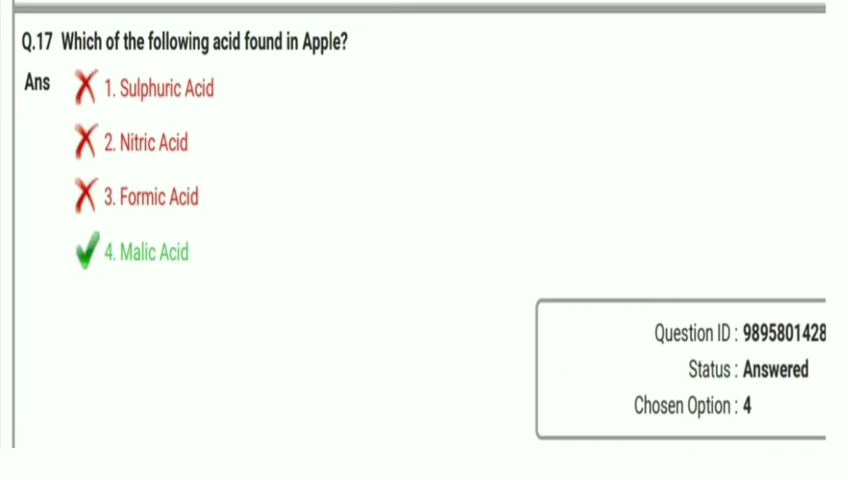 Q.17 Which of the following acid found in Apple?
Ans 1. Sulphuric Acid
2. Nitric Acid
3. Formic Acid
4. Malic Acid
Question ID : 9895801428
Status : Answered
Chosen Option : 4